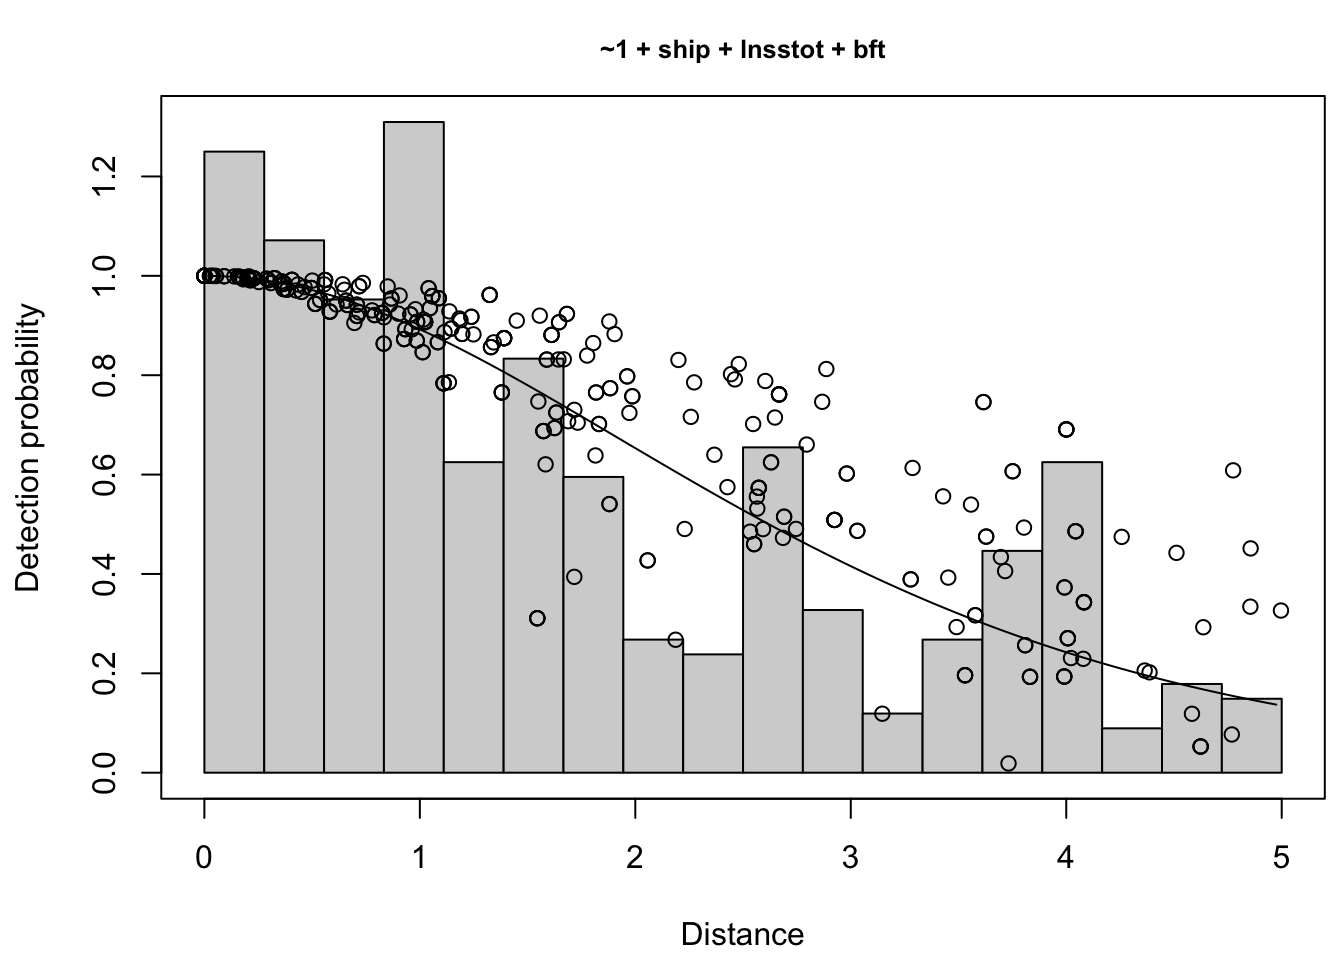 ~1 + ship + lnsstot + bft
Detection probability
1.2
1.0
0.8
0.6
0.4
0.2
0.0
0 1 2 3 4 5
Distance